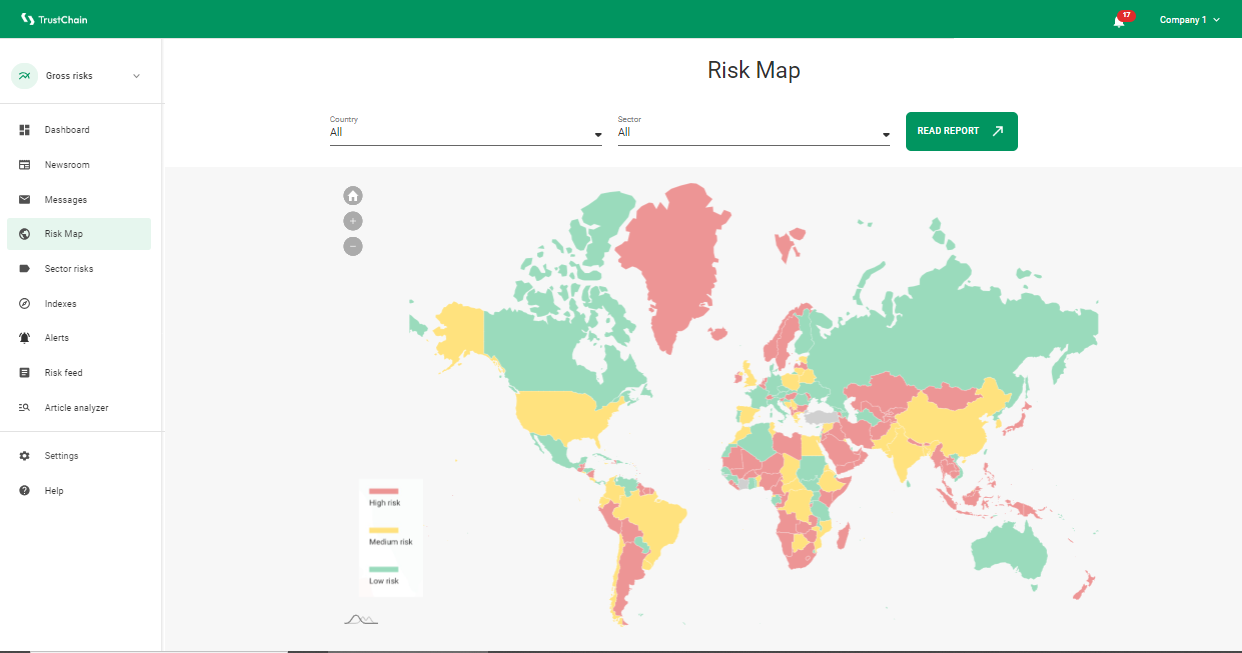 TrustChain
17
Company 1
Gross risks
Dashboard
Newsroom
Messages
Risk Map
Sector risks
Indexes
Alerts
Risk feed
Article analyzer
Settings
Help
Risk Map
Country
All
Sector
All
READ REPORT
High risk
Medium risk
Low risk